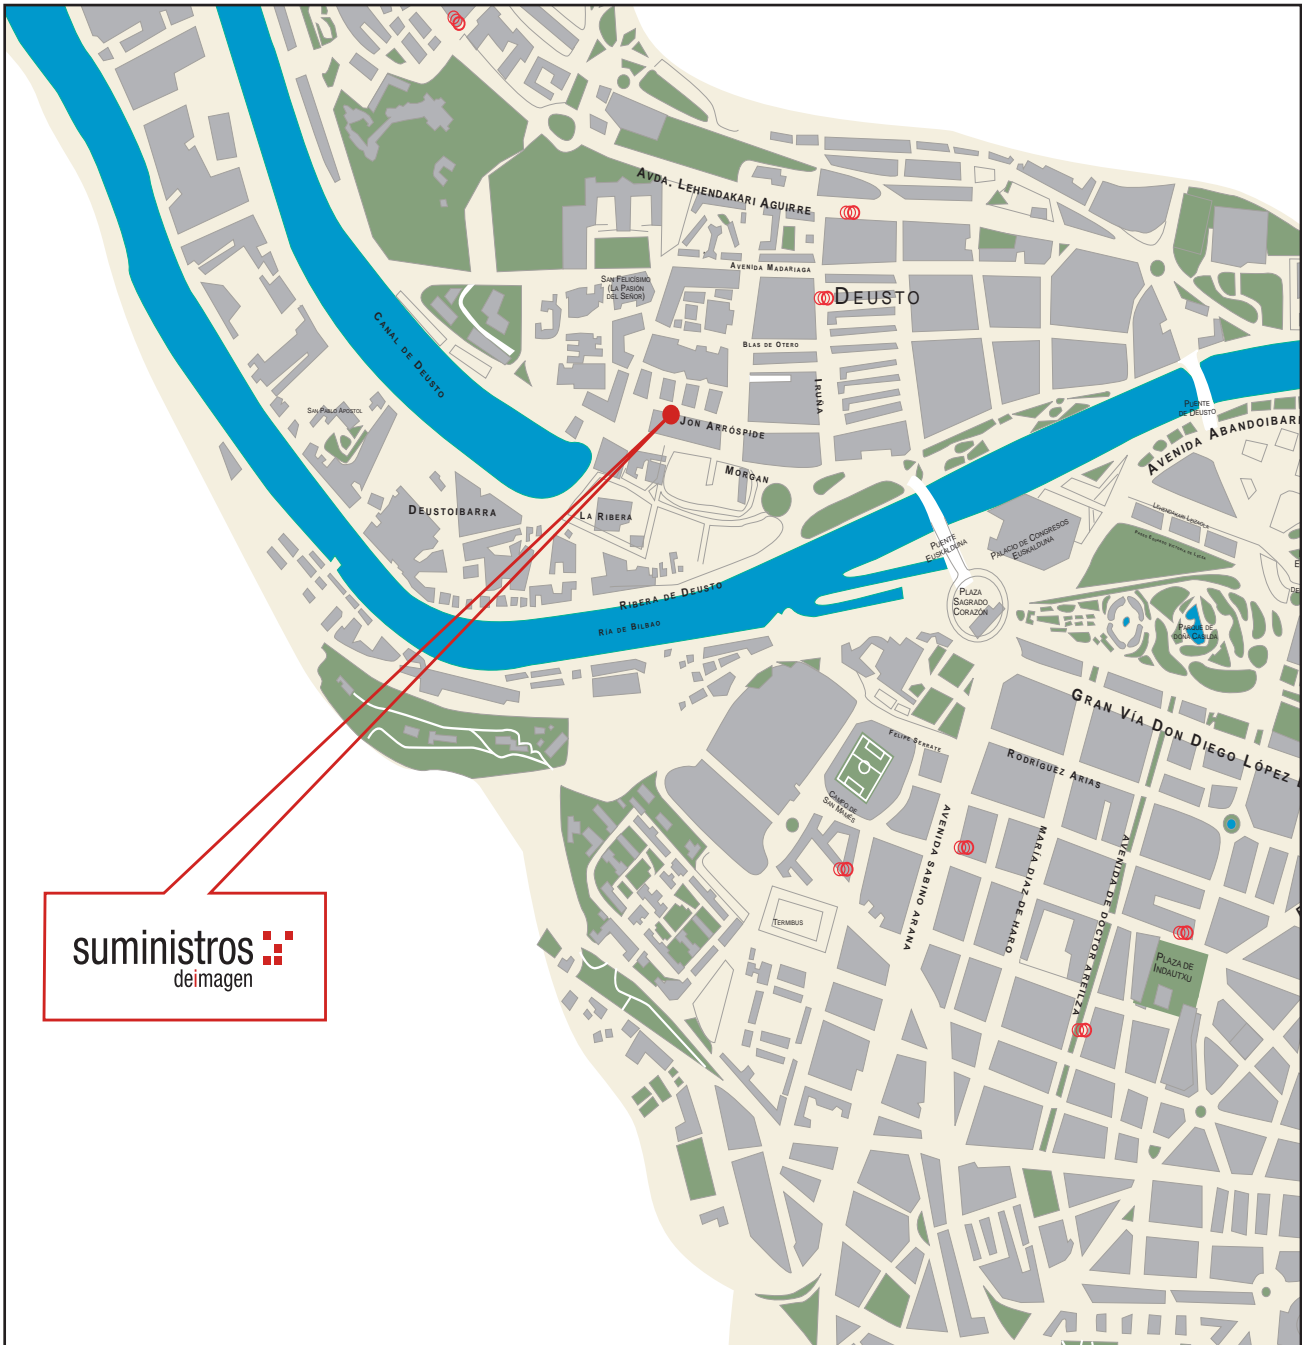 AVDA. LEHENDAKARI AGUIRRE
AVENIDA MADARIAGA
SAN FELICÍSIMO
(LA PASIÓN
DEL SEÑOR)
DEUSTO
CANAL DE DEUSTO
BLAS DE OTERO
IRUÑA
SAN PABLO APOSTOL
JON ARRÓSPIDE
PUENTE
DE DEUSTO
AVENIDA ABANDOIBARR
MORGAN
DEUSTOIBARRA
LA RIBERA
PUENTE
EUSKALDUNA
PALACIO DE CONGRESOS
EUSKALDUNA
PLAZA
SAGRADO
CORAZÓN
RIBERA DE DEUSTO
RÍA DE BILBAO
PARQUE DE
DOÑA CASILDA
GRAN VÍA DON DIEGO LÓPEZ
FELIPE SERRATE
RODRÍGUEZ ARIAS
CAMPO DE
SAN MAMÉS
AVENIDA SABINO ARANA
MARÍA DIAZ DE HARO
AVENIDA DE DOCTOR AREILZA
TERMIBUS
PLAZA DE
INDAUTXU
suministros
deimagen